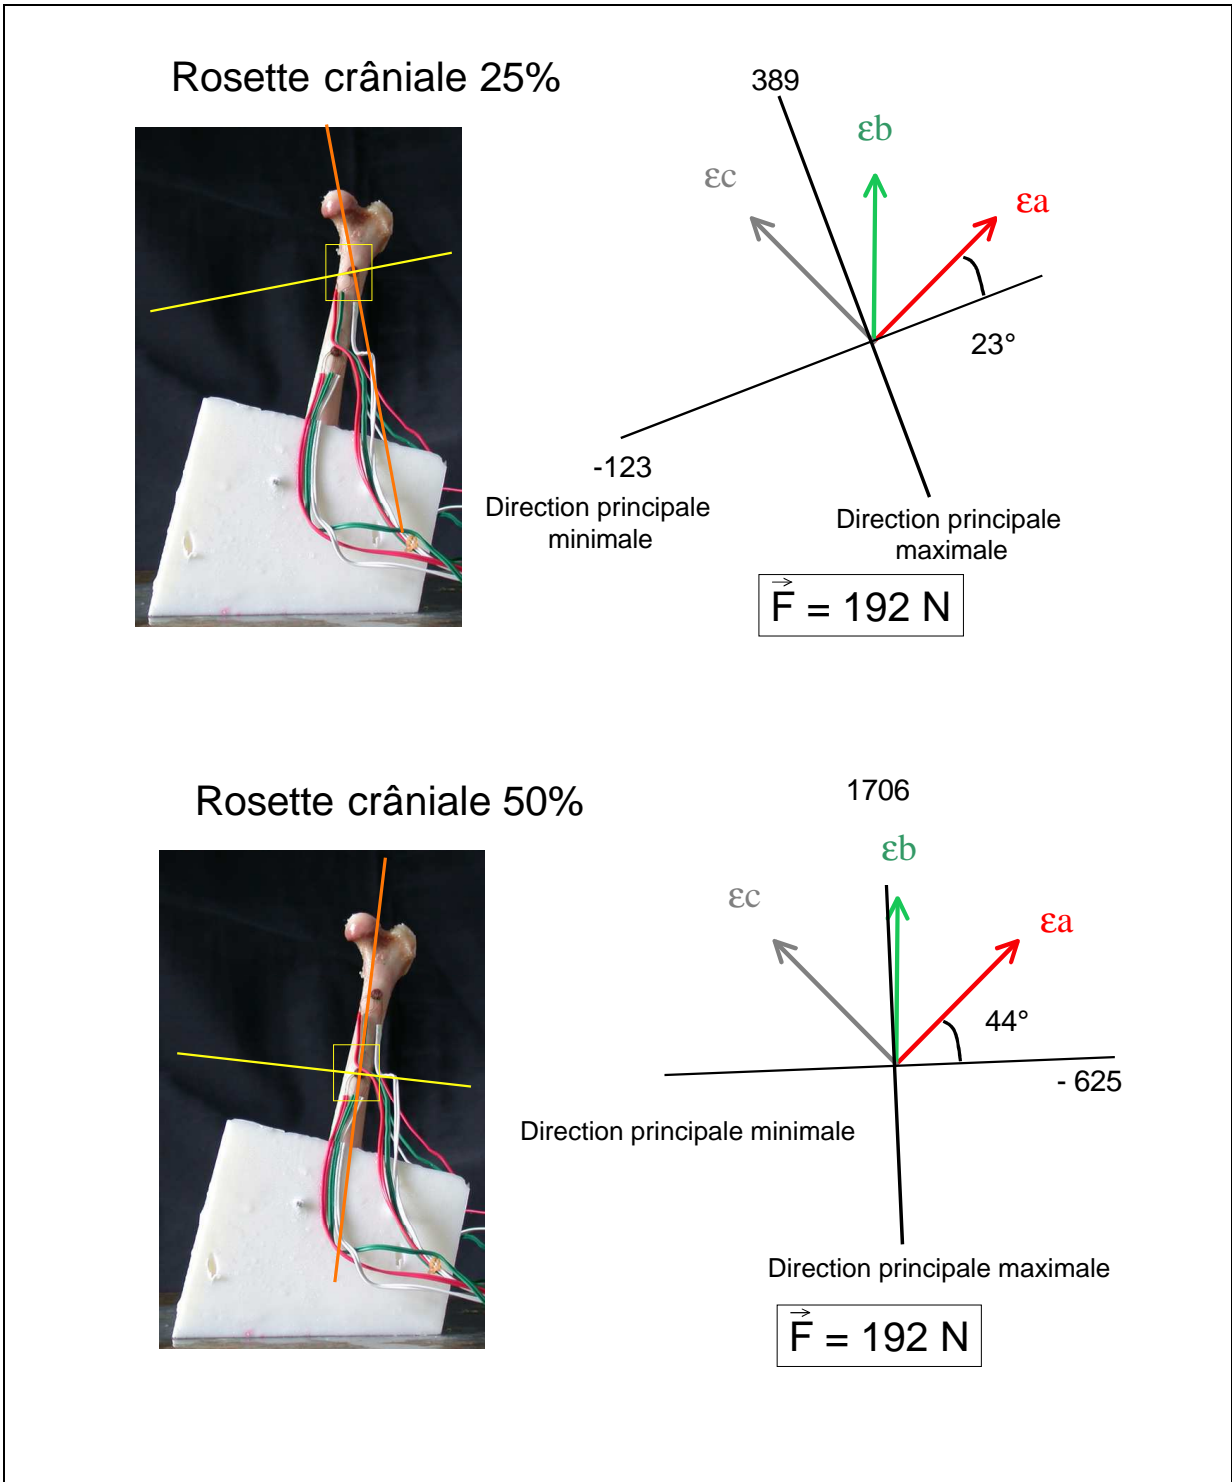 Rosette crâniale 25%
389
εb
εc
εa
23°
-123
Direction principale
minimale
Direction principale
maximale
F = 192 N
Rosette crâniale 50%
1706
εb
εc
εa
44°
- 625
Direction principale minimale
Direction principale maximale
F = 192 N